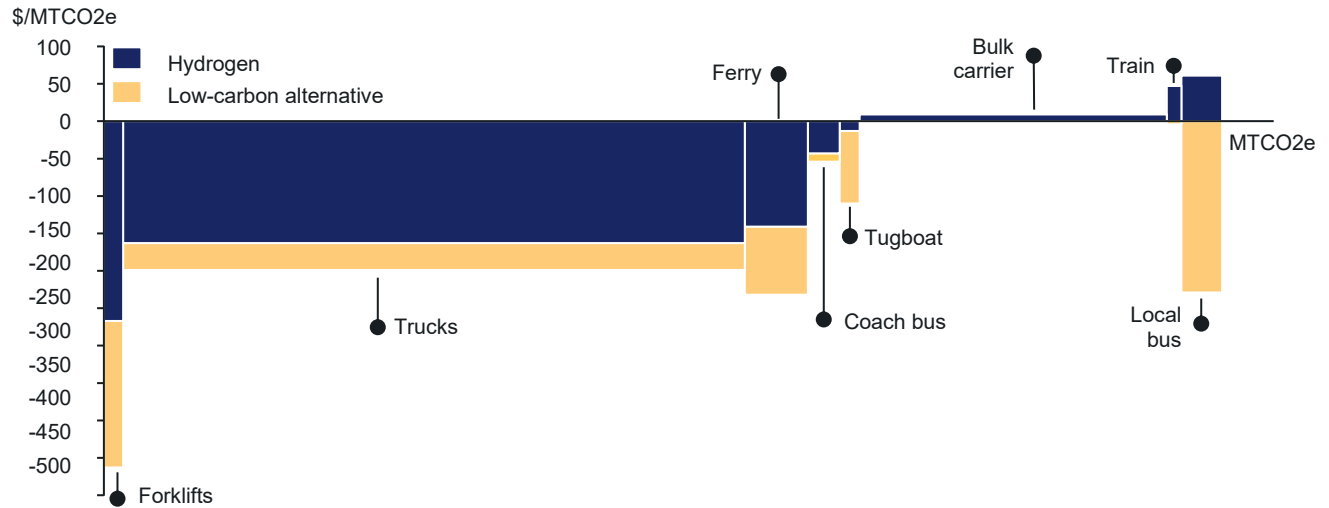 $/MTCO2e
100
50
0
-50
-100
-150
-200
-250
-300
-350
-400
-450
-500
Hydrogen
Low-carbon alternative
Ferry
Bulk
carrier
Train
MTCO2e
Tugboat
Trucks
Coach bus
Local
bus
Forklifts